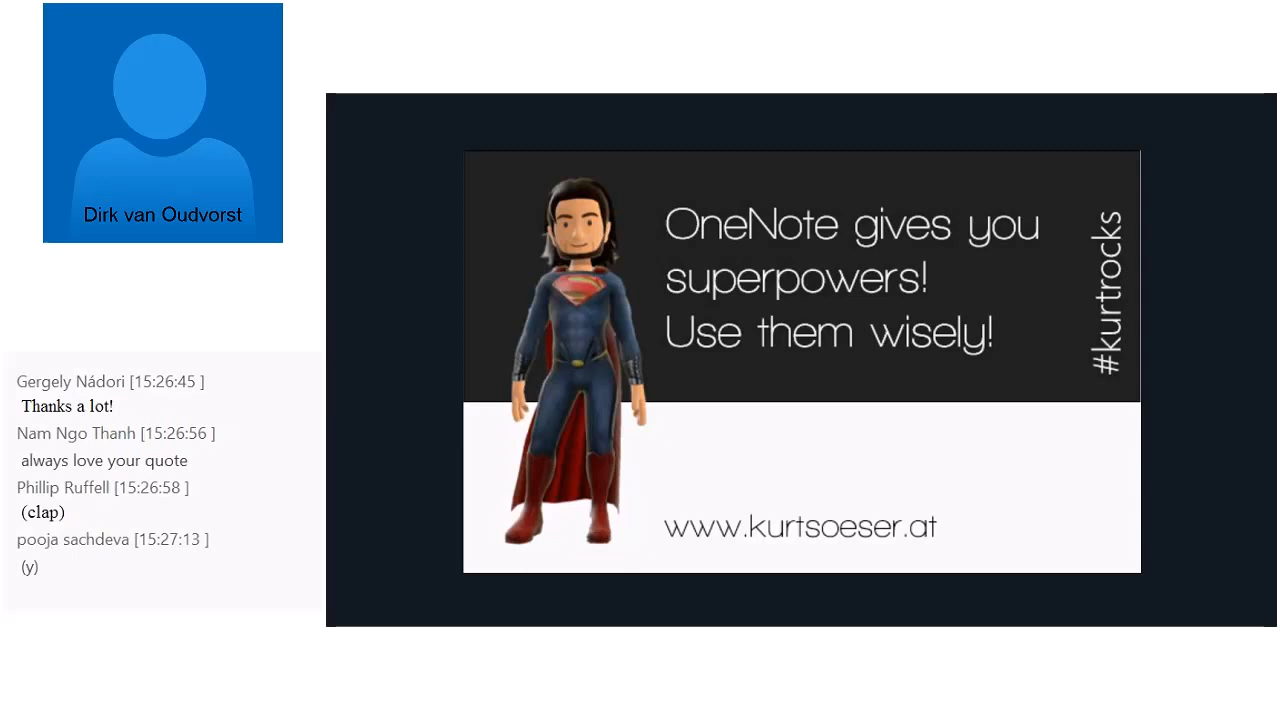 Dirk van Oudvorst
Gergely Nádori [15:26:45 ]
Thanks a lot!
Nam Ngo Thanh [15:26:56 ]
always love your quote
Phillip Ruffell [15:26:58 ]
(clap)
pooja sachdeva [15:27:13 ]
(y)
OneNote gives you
superpowers!
Use them wisely!
#kurtrocks
www.kurtsoeser.at